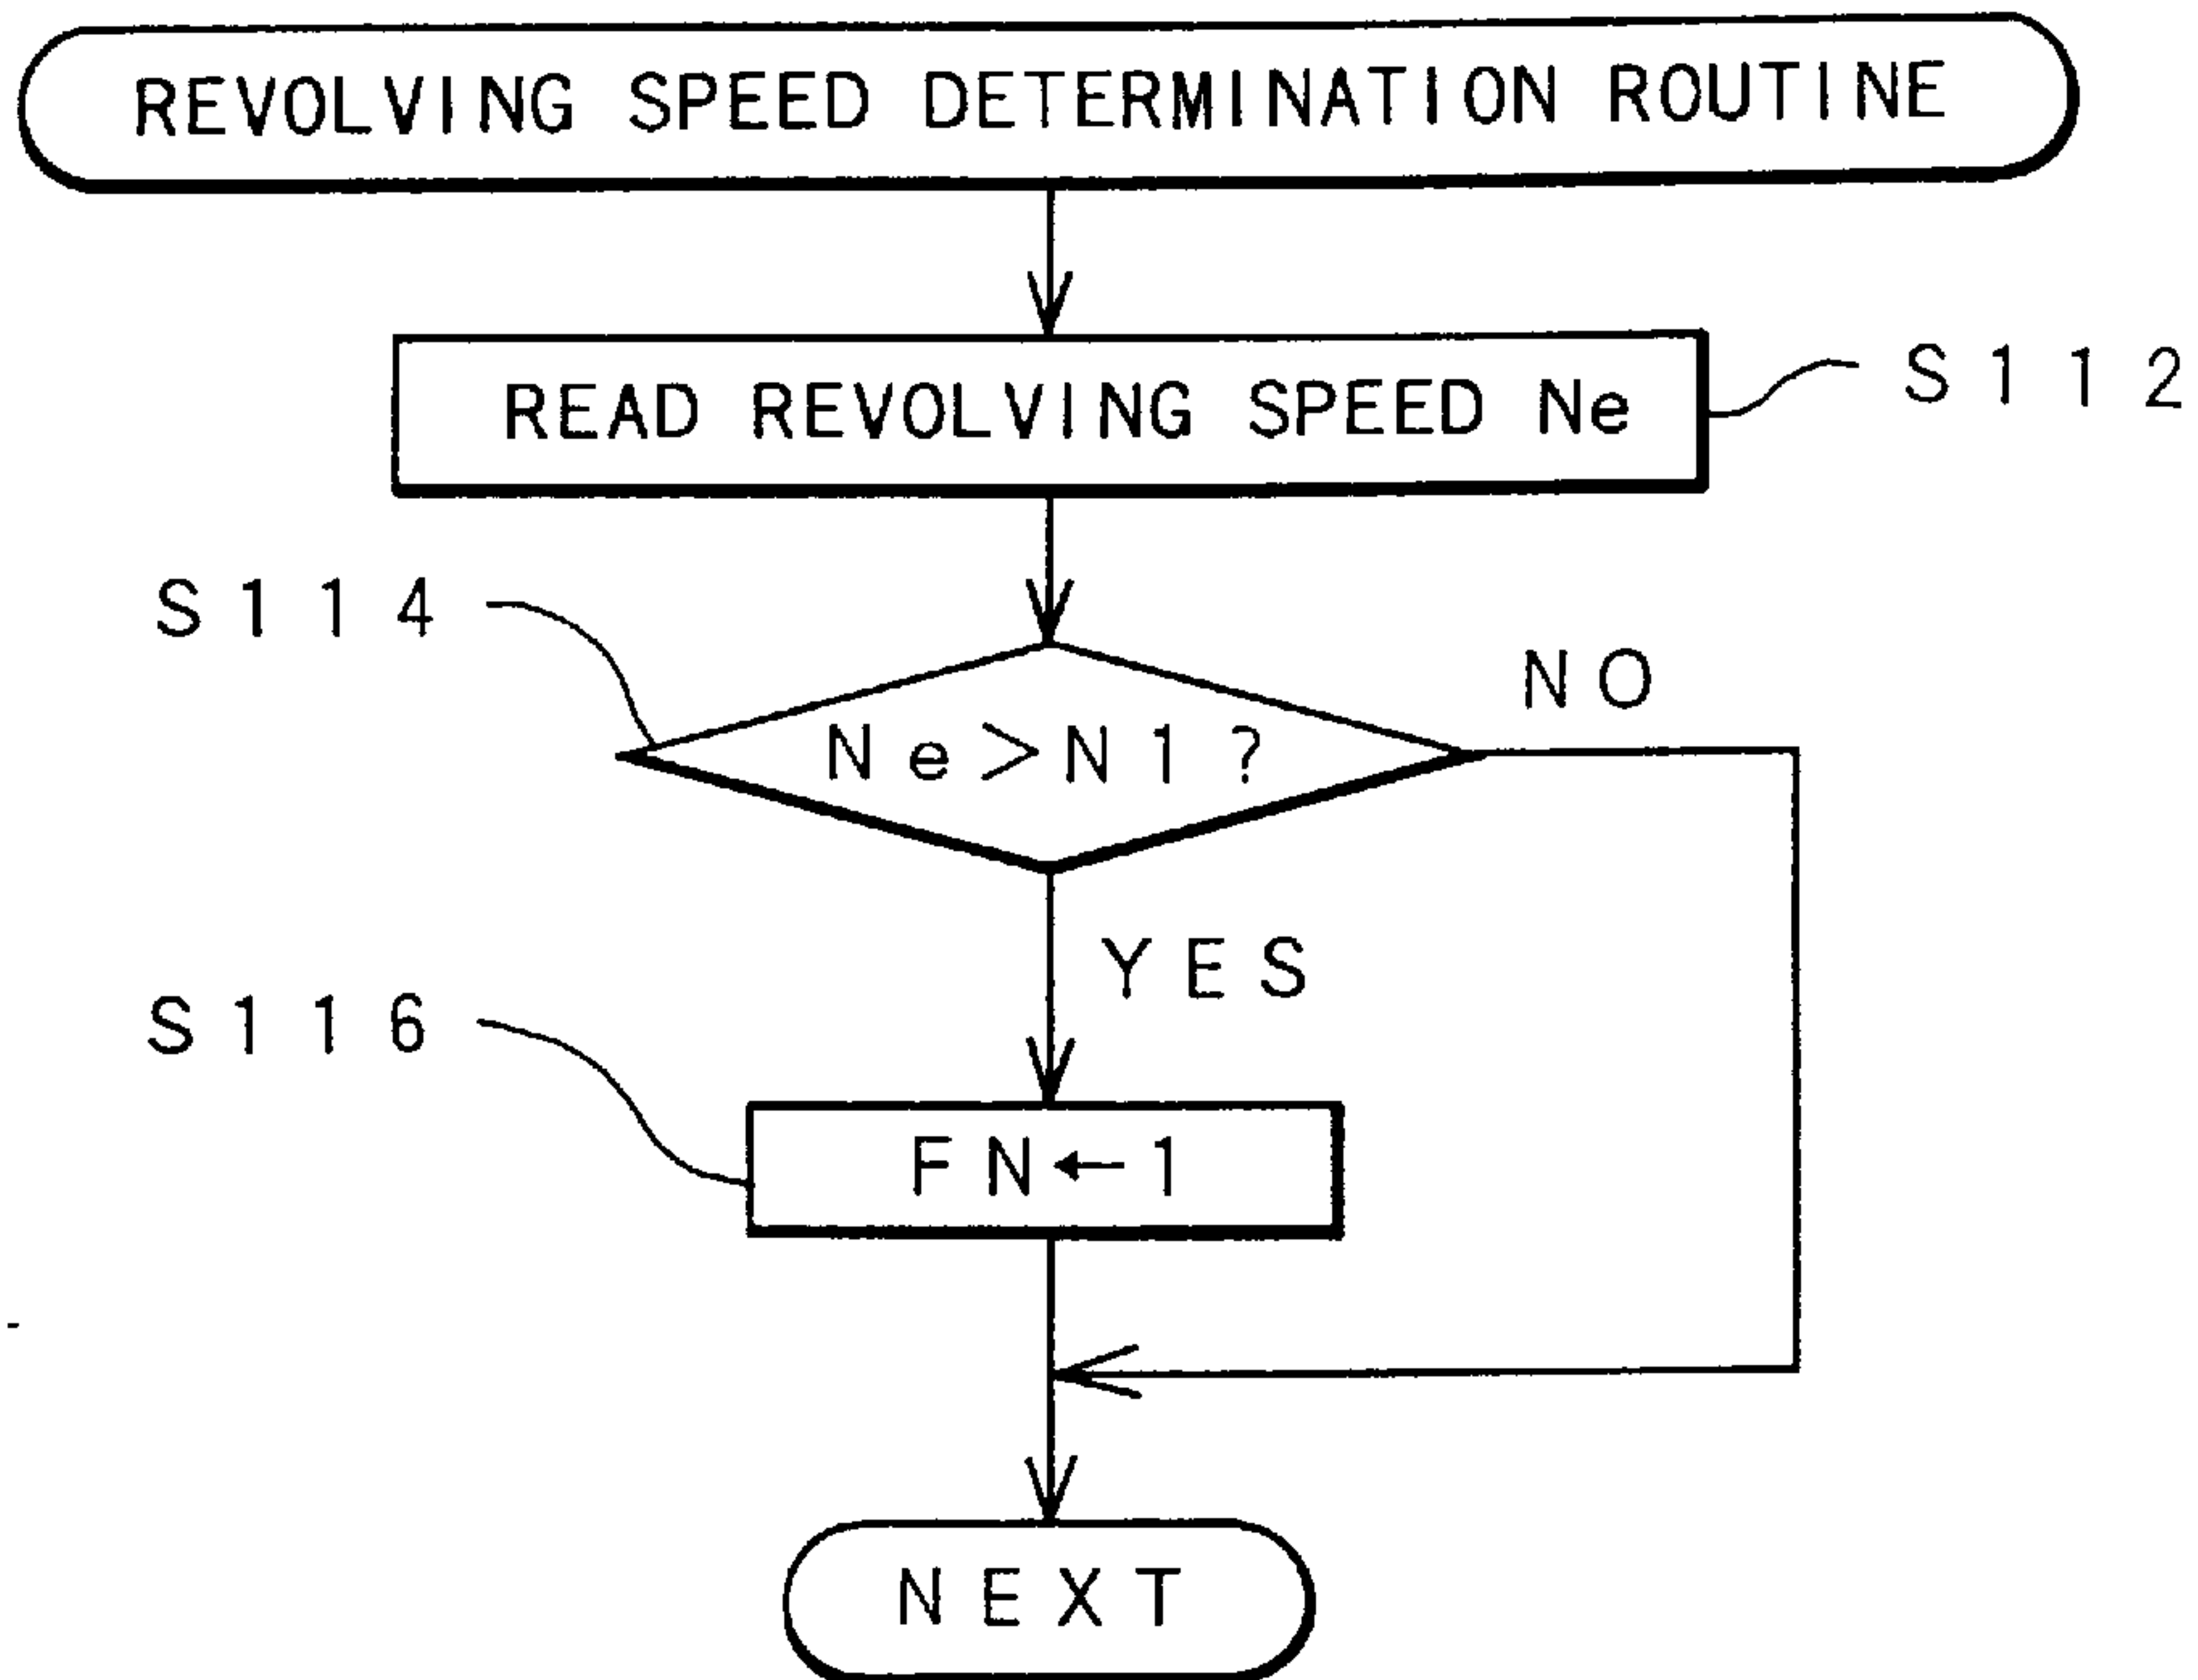 REVOLVING SPEED DETERMINATION ROUTINE
READ REVOLVING SPEED Ne
S112
S114
Ne>N1?
NO
YES
S116
FN←1
NEXT